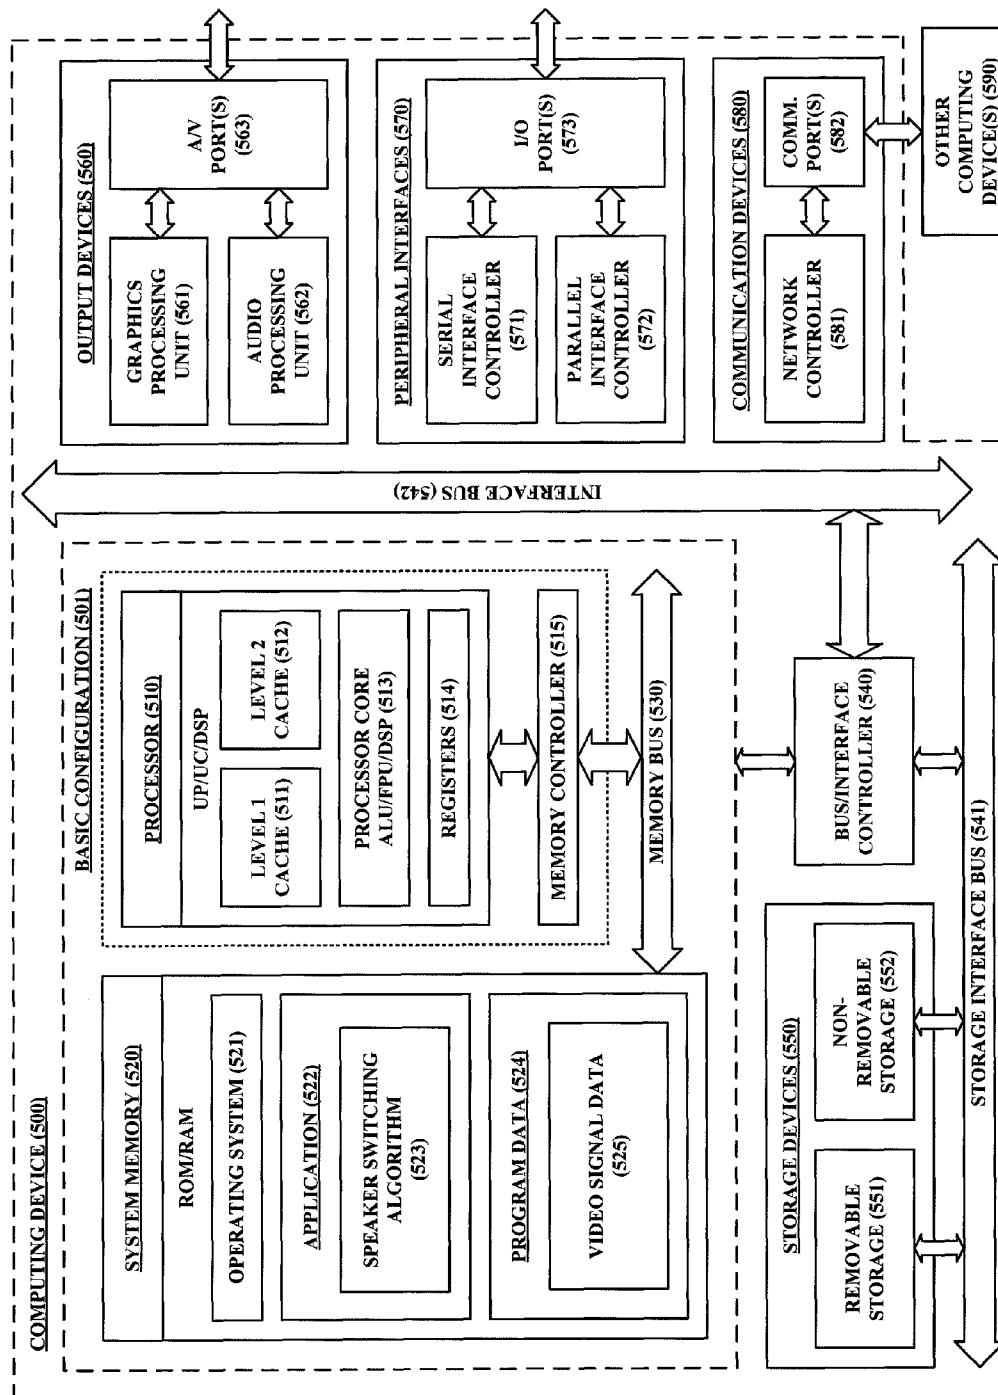 COMPUTING DEVICE (500)
BASIC CONFIGURATION (501)
SYSTEM MEMORY (520)
ROM/RAM
OPERATING SYSTEM (521)
APPLICATION (522)
SPEAKER SWITCHING
ALGORITHM
(523)
PROGRAM DATA (524)
VIDEO SIGNAL DATA
(525)
PROCESSOR (510)
UP/UC/DSP
LEVEL 1
CACHE (511)
LEVEL 2
CACHE (512)
PROCESSOR CORE
ALU/FPU/DSP (513)
REGISTERS (514)
MEMORY CONTROLLER (515)
MEMORY BUS (530)
BUS/INTERFACE
CONTROLLER (540)
STORAGE DEVICES (550)
REMOVABLE
STORAGE (551)
NON-
REMOVABLE
STORAGE (552)
STORAGE INTERFACE BUS (541)
INTERFACE BUS (542)
OUTPUT DEVICES (560)
GRAPHICS
PROCESSING
UNIT (561)
AUDIO
PROCESSING
UNIT (562)
A/V
PORT(S)
(563)
PERIPHERAL INTERFACES (570)
SERIAL
INTERFACE
CONTROLLER
(571)
PARALLEL
INTERFACE
CONTROLLER
(572)
I/O
PORT(S)
(573)
COMMUNICATION DEVICES (580)
NETWORK
CONTROLLER
(581)
COMM.
PORT(S)
(582)
OTHER
COMPUTING
DEVICE(S) (590)